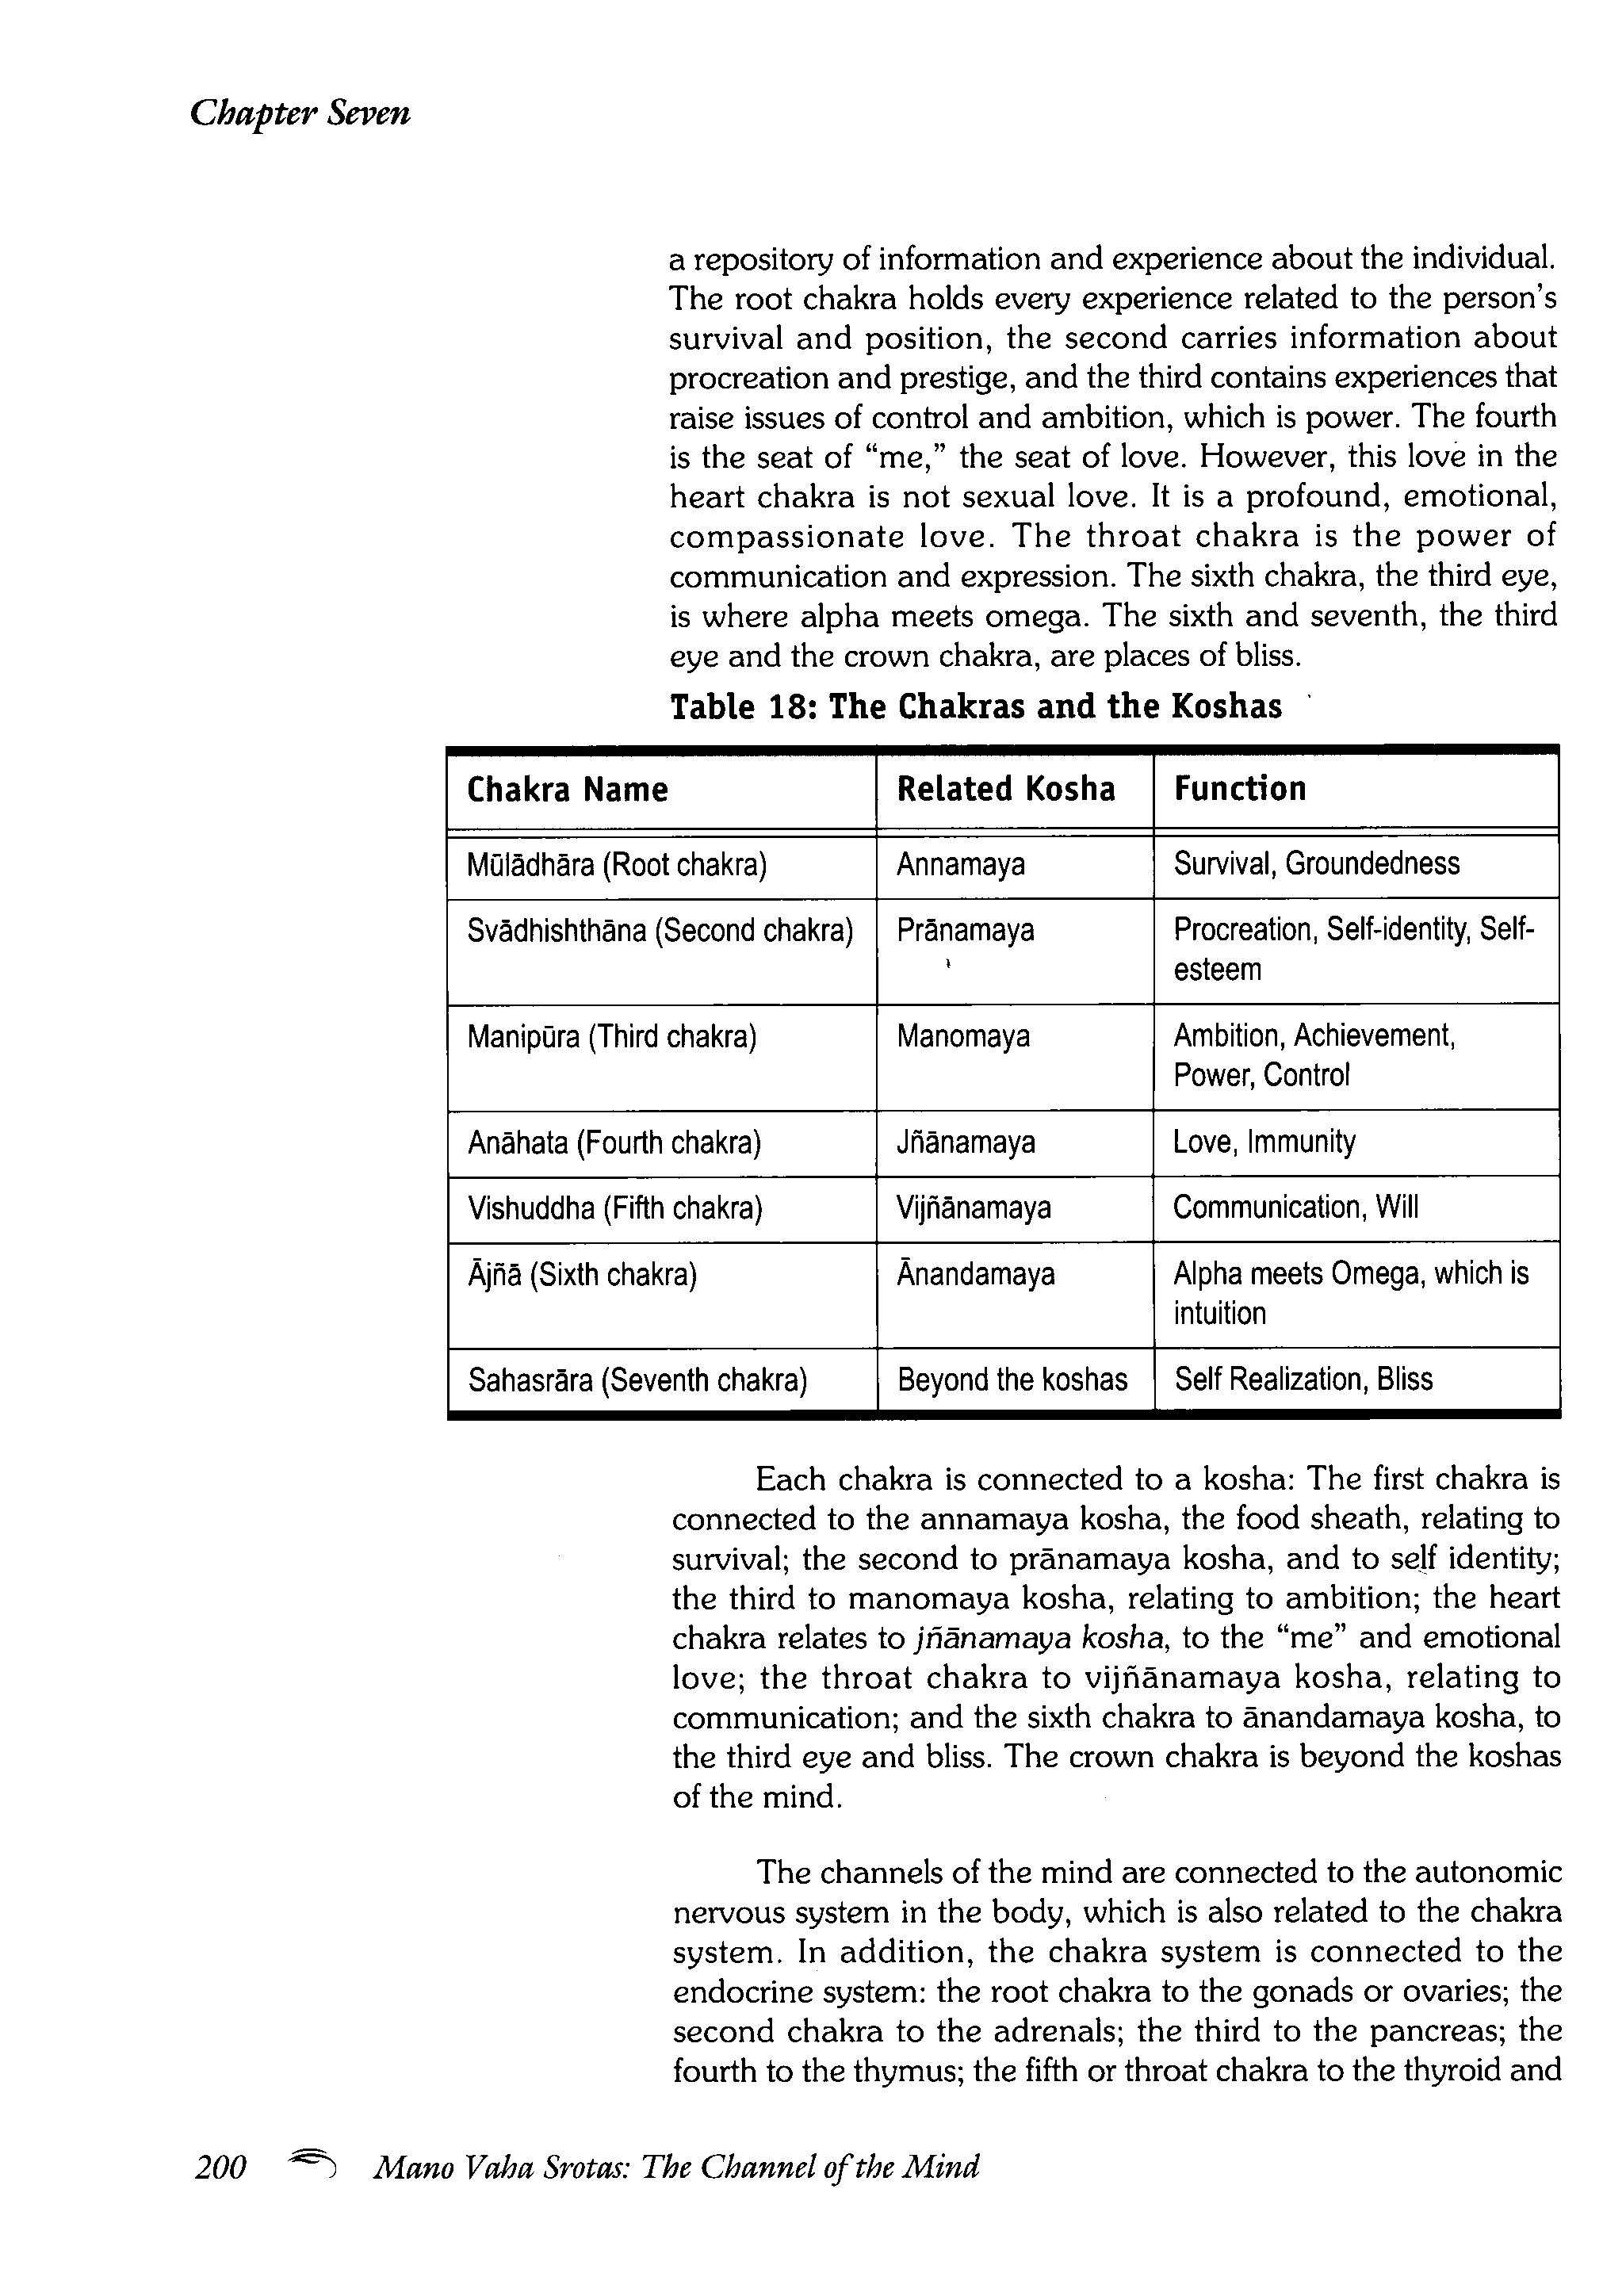 Chapter Seven
a repository of information and experience about the individual.
The root chakra holds every experience related to the person's
survival and position, the second carries information about
procreation and prestige, and the third contains experiences that
raise issues of control and ambition, which is power. The fourth
is the seat of “me,” the seat of love. However, this love in the
heart chakra is not sexual love. It is a profound, emotional,
compassionate love. The throat chakra is the power of
communication and expression. The sixth chakra, the third eye,
is where alpha meets omega. The sixth and seventh, the third
eye and the crown chakra, are places of bliss.
Table 18: The Chakras and the Koshas
Chakra Name Related Kosha Function
Mūlādhāra (Root chakra) Annamaya Survival, Groundedness
Svādhishthāna (Second chakra) Prānamaya Procreation, Self-identity, Self-
esteem
Manipūra (Third chakra) Manomaya Ambition, Achievement,
Power, Control
Anāhata (Fourth chakra) Jñānamaya Love, Immunity
Vishuddha (Fifth chakra) Vijñānamaya Communication, Will
Ājñā (Sixth chakra) Ānandamaya Alpha meets Omega, which is
intuition
Sahasrāra (Seventh chakra) Beyond the koshas Self Realization, Bliss
Each chakra is connected to a kosha: The first chakra is
connected to the annamaya kosha, the food sheath, relating to
survival; the second to prānamaya kosha, and to self identity;
the third to manomaya kosha, relating to ambition; the heart
chakra relates to jñānamaya kosha, to the “me” and emotional
love; the throat chakra to vijñānamaya kosha, relating to
communication; and the sixth chakra to ānandamaya kosha, to
the third eye and bliss. The crown chakra is beyond the koshas
of the mind.
The channels of the mind are connected to the autonomic
nervous system in the body, which is also related to the chakra
system. In addition, the chakra system is connected to the
endocrine system: the root chakra to the gonads or ovaries; the
second chakra to the adrenals; the third to the pancreas; the
fourth to the thymus; the fifth or throat chakra to the thyroid and
200 Mano Vaha Srotas: The Channel of the Mind